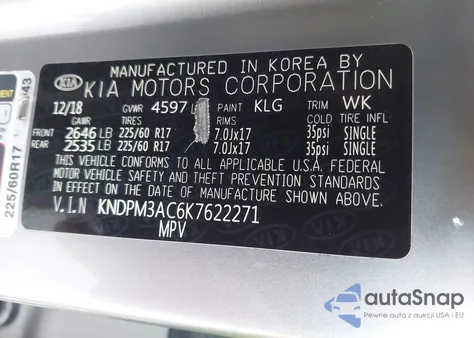 MANUFACTURED IN KOREA BY
KIA KIA MOTORS CORPORATION
12/18 GVWR 4597 PAINT KLG TRIM WK
GAWR TIRES RIMS COLD TIRE INFL
FRONT 2646 LB 225/60 R17 7.0Jx17 35psi SINGLE
REAR 2535 LB 225/60 R17 7.0Jx17 35psi SINGLE
THIS VEHICLE CONFORMS TO ALL APPLICABLE U.S.A. FEDERAL
MOTOR VEHICLE SAFETY AND THEFT PREVENTION STANDARDS
IN EFFECT ON THE DATE OF MANUFACTURE SHOWN ABOVE.
V.I.N KNDPM3AC6K7622271
MPV
225/60R17
autoSnap
Pewne auta z USA i EU